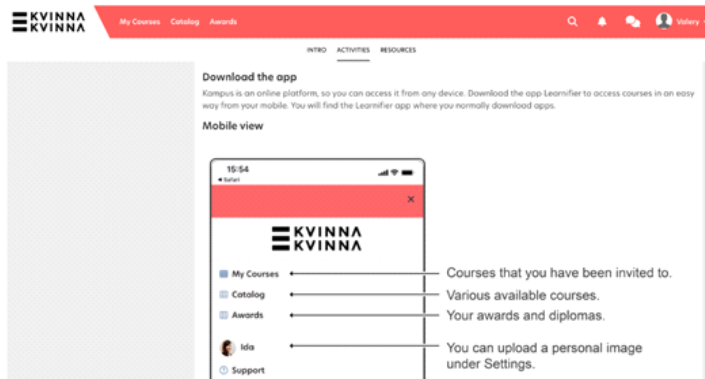 KVINNA
KVINNA
My Courses Catalog Awards
Valery
INTRO ACTIVITIES RESOURCES
Download the app
Kampus is an online platform, so you can access it from any device. Download the app Learnifier to access courses in an easy
way from your mobile. You will find the Learnifier app where you normally download apps.
Mobile view
15:54
Safari
KVINNA
KVINNA
My Courses
Courses that you have been invited to.
Catalog
Various available courses.
Awards
Your awards and diplomas.
Ida
You can upload a personal image
under Settings.
Support